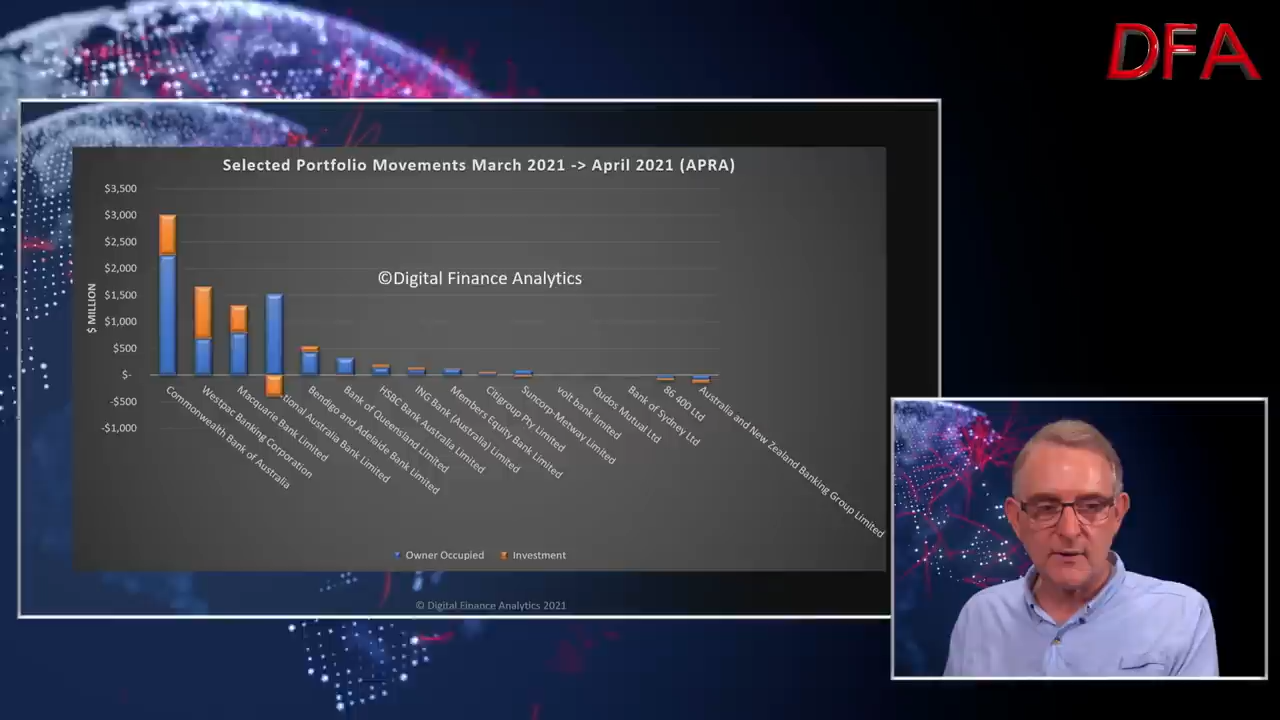 DFA
Selected Portfolio Movements March 2021 -> April 2021 (APRA)
$3,500
$3,000
$2,500
$2,000
$1,500
$1,000
$500
$-
-$500
-$1,000
$ MILLION
©Digital Finance Analytics
Commonwealth Bank of Australia
Westpac Banking Corporation
Macquarie Bank Limited
tional Australia Bank Limited
Bendigo and Adelaide Bank Limited
Bank of Queensland Limited
HSBC Bank Australia Limited
ING Bank (Australia) Limited
Members Equity Bank Limited
Citigroup Pty Limited
Suncorp-Metway Limited
volt bank limited
Qudos Mutual Ltd
Bank of Sydney Ltd
86 400 Ltd
Australia and New Zealand Banking Group Limited
Owner Occupied
Investment
© Digital Finance Analytics 2021